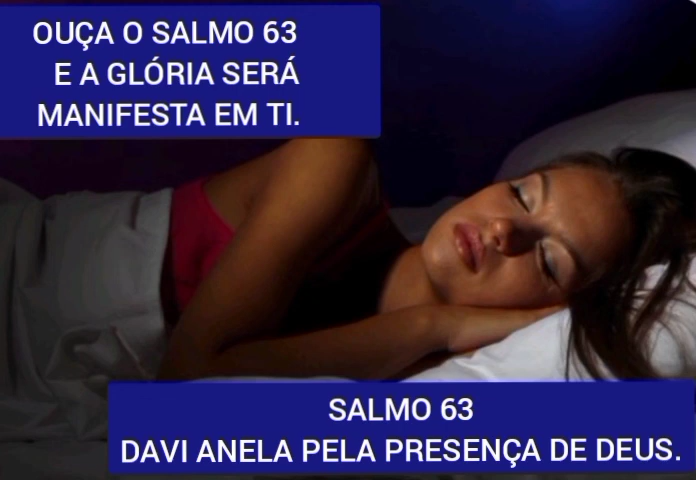 OUÇA O SALMO 63
E A GLÓRIA SERÁ
MANIFESTA EM TI.
SALMO 63
DAVI ANELA PELA PRESENÇA DE DEUS.